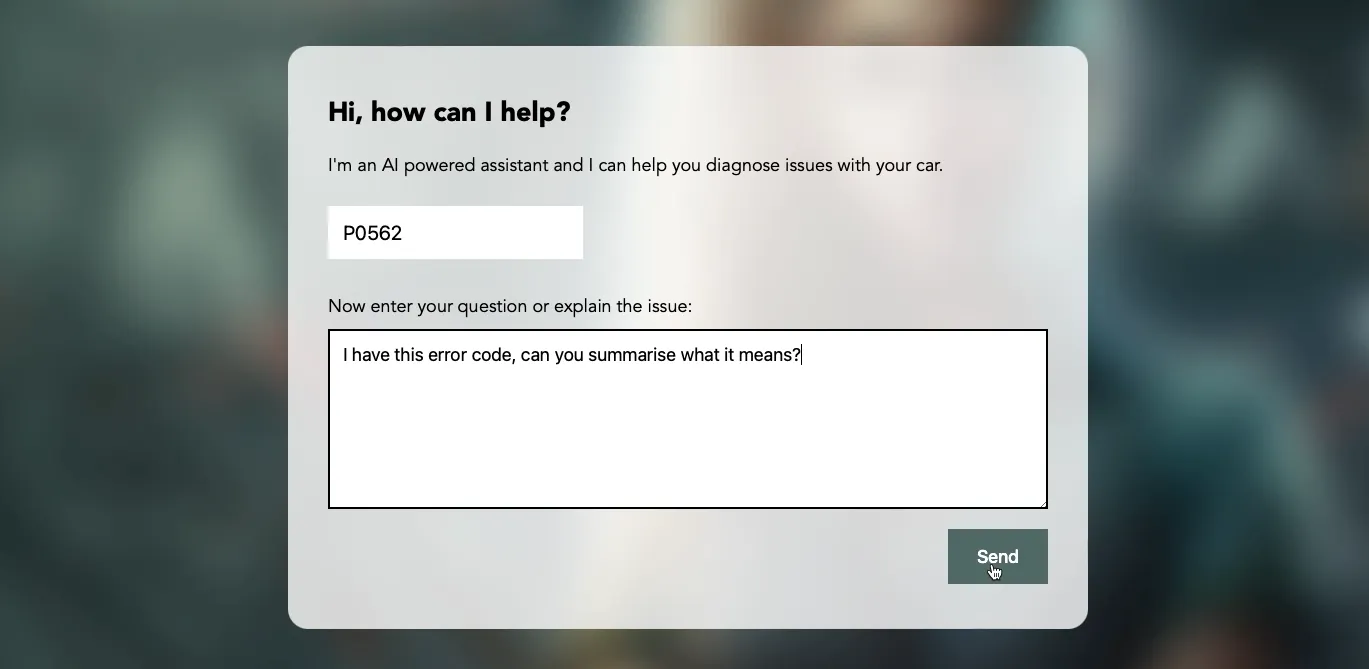 Hi, how can I help?
I'm an AI powered assistant and I can help you diagnose issues with your car.
P0562
Now enter your question or explain the issue:
I have this error code, can you summarise what it means?
Send